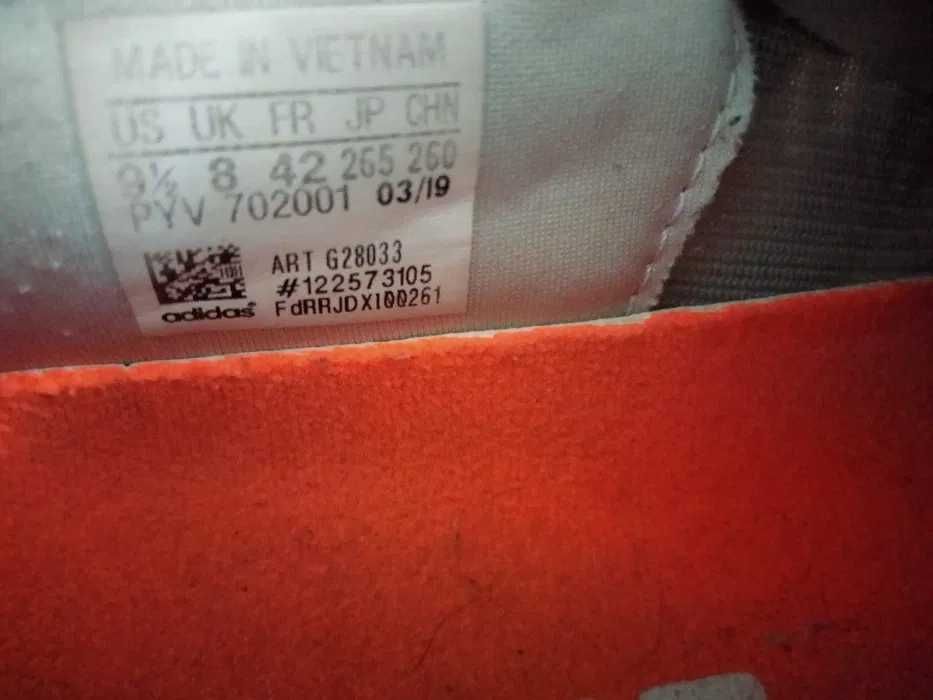 MADE IN VIETNAM
US UK FR JP CHN
9½ 8 42 265 260
PYV 702001 03/19
ART G28033
#122573105
FdRRJDX100261
adidas